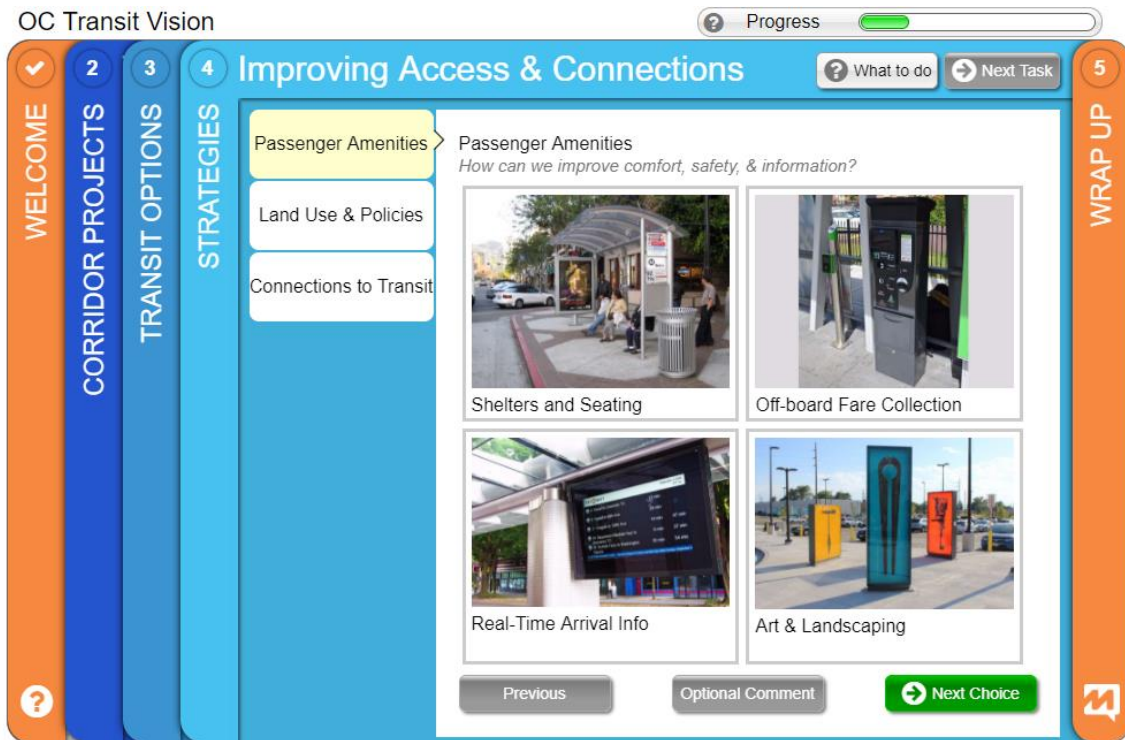 OC Transit Vision
Progress
WELCOME
2
CORRIDOR PROJECTS
3
TRANSIT OPTIONS
4
STRATEGIES
Improving Access & Connections
What to do
Next Task
5
WRAP UP
Passenger Amenities
Land Use & Policies
Connections to Transit
Passenger Amenities
How can we improve comfort, safety, & information?
Shelters and Seating
Off-board Fare Collection
Real-Time Arrival Info
Art & Landscaping
Previous
Optional Comment
Next Choice